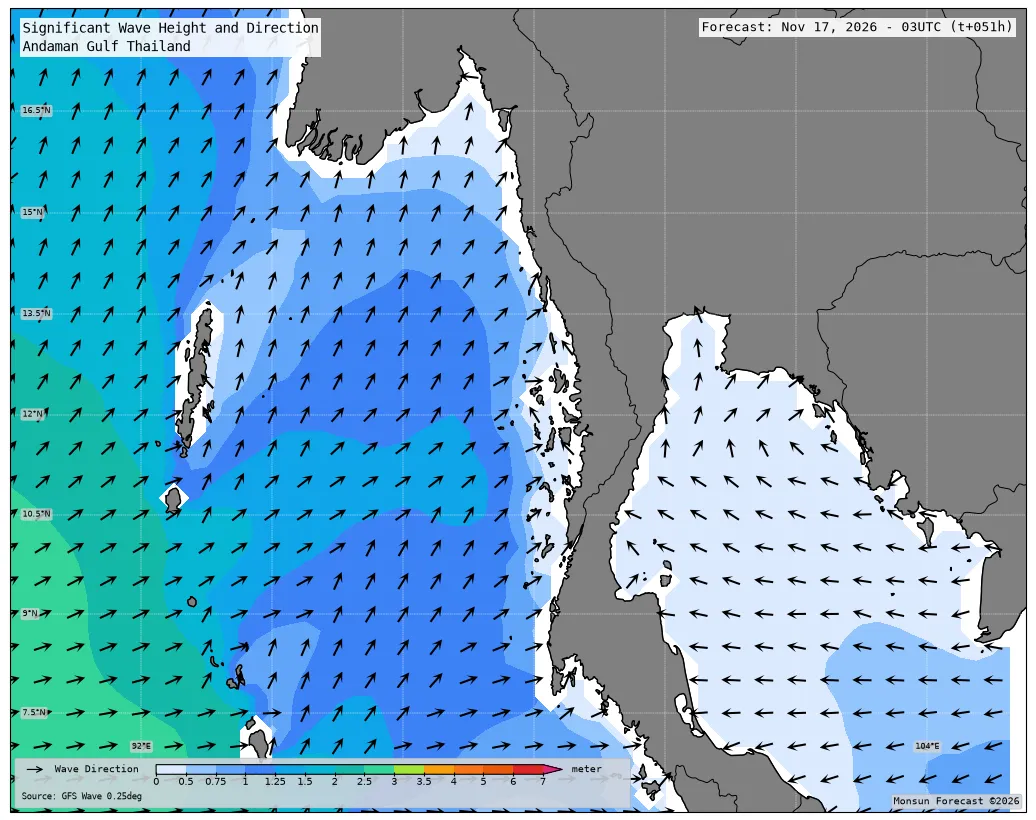 Significant Wave Height and Direction
Andaman Gulf Thailand
Forecast: Nov 17, 2026 - 03UTC (t+051h)
16.5°N
15°N
13.5°N
12°N
10.5°N
9°N
7.5°N
92°E
104°E
Wave Direction
0 0.5 0.75 1 1.25 1.5 2 2.5 3 3.5 4 5 6 7
meter
Source: GFS Wave 0.25deg
Monsun Forecast ©2026